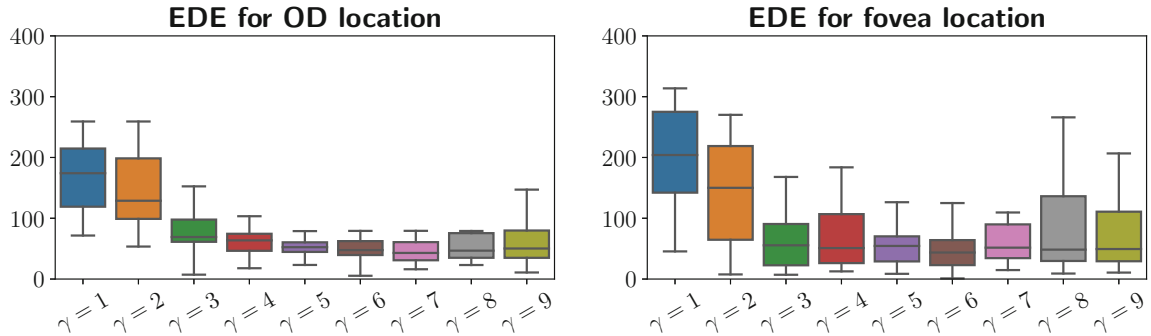 EDE for OD location
400
300
200
100
0
γ = 1
γ = 2
γ = 3
γ = 4
γ = 5
γ = 6
γ = 7
γ = 8
γ = 9
EDE for fovea location
400
300
200
100
0
γ = 1
γ = 2
γ = 3
γ = 4
γ = 5
γ = 6
γ = 7
γ = 8
γ = 9